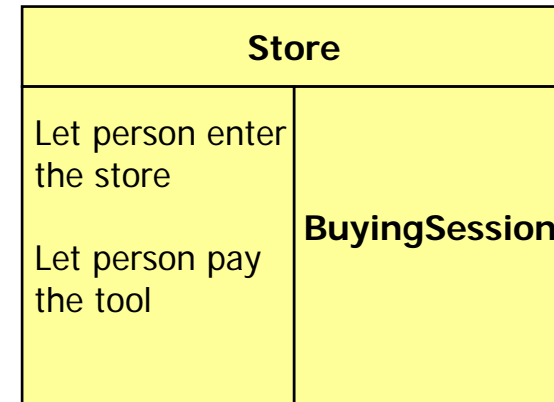 Store
Let person enter
the store
Let person pay
the tool
BuyingSession